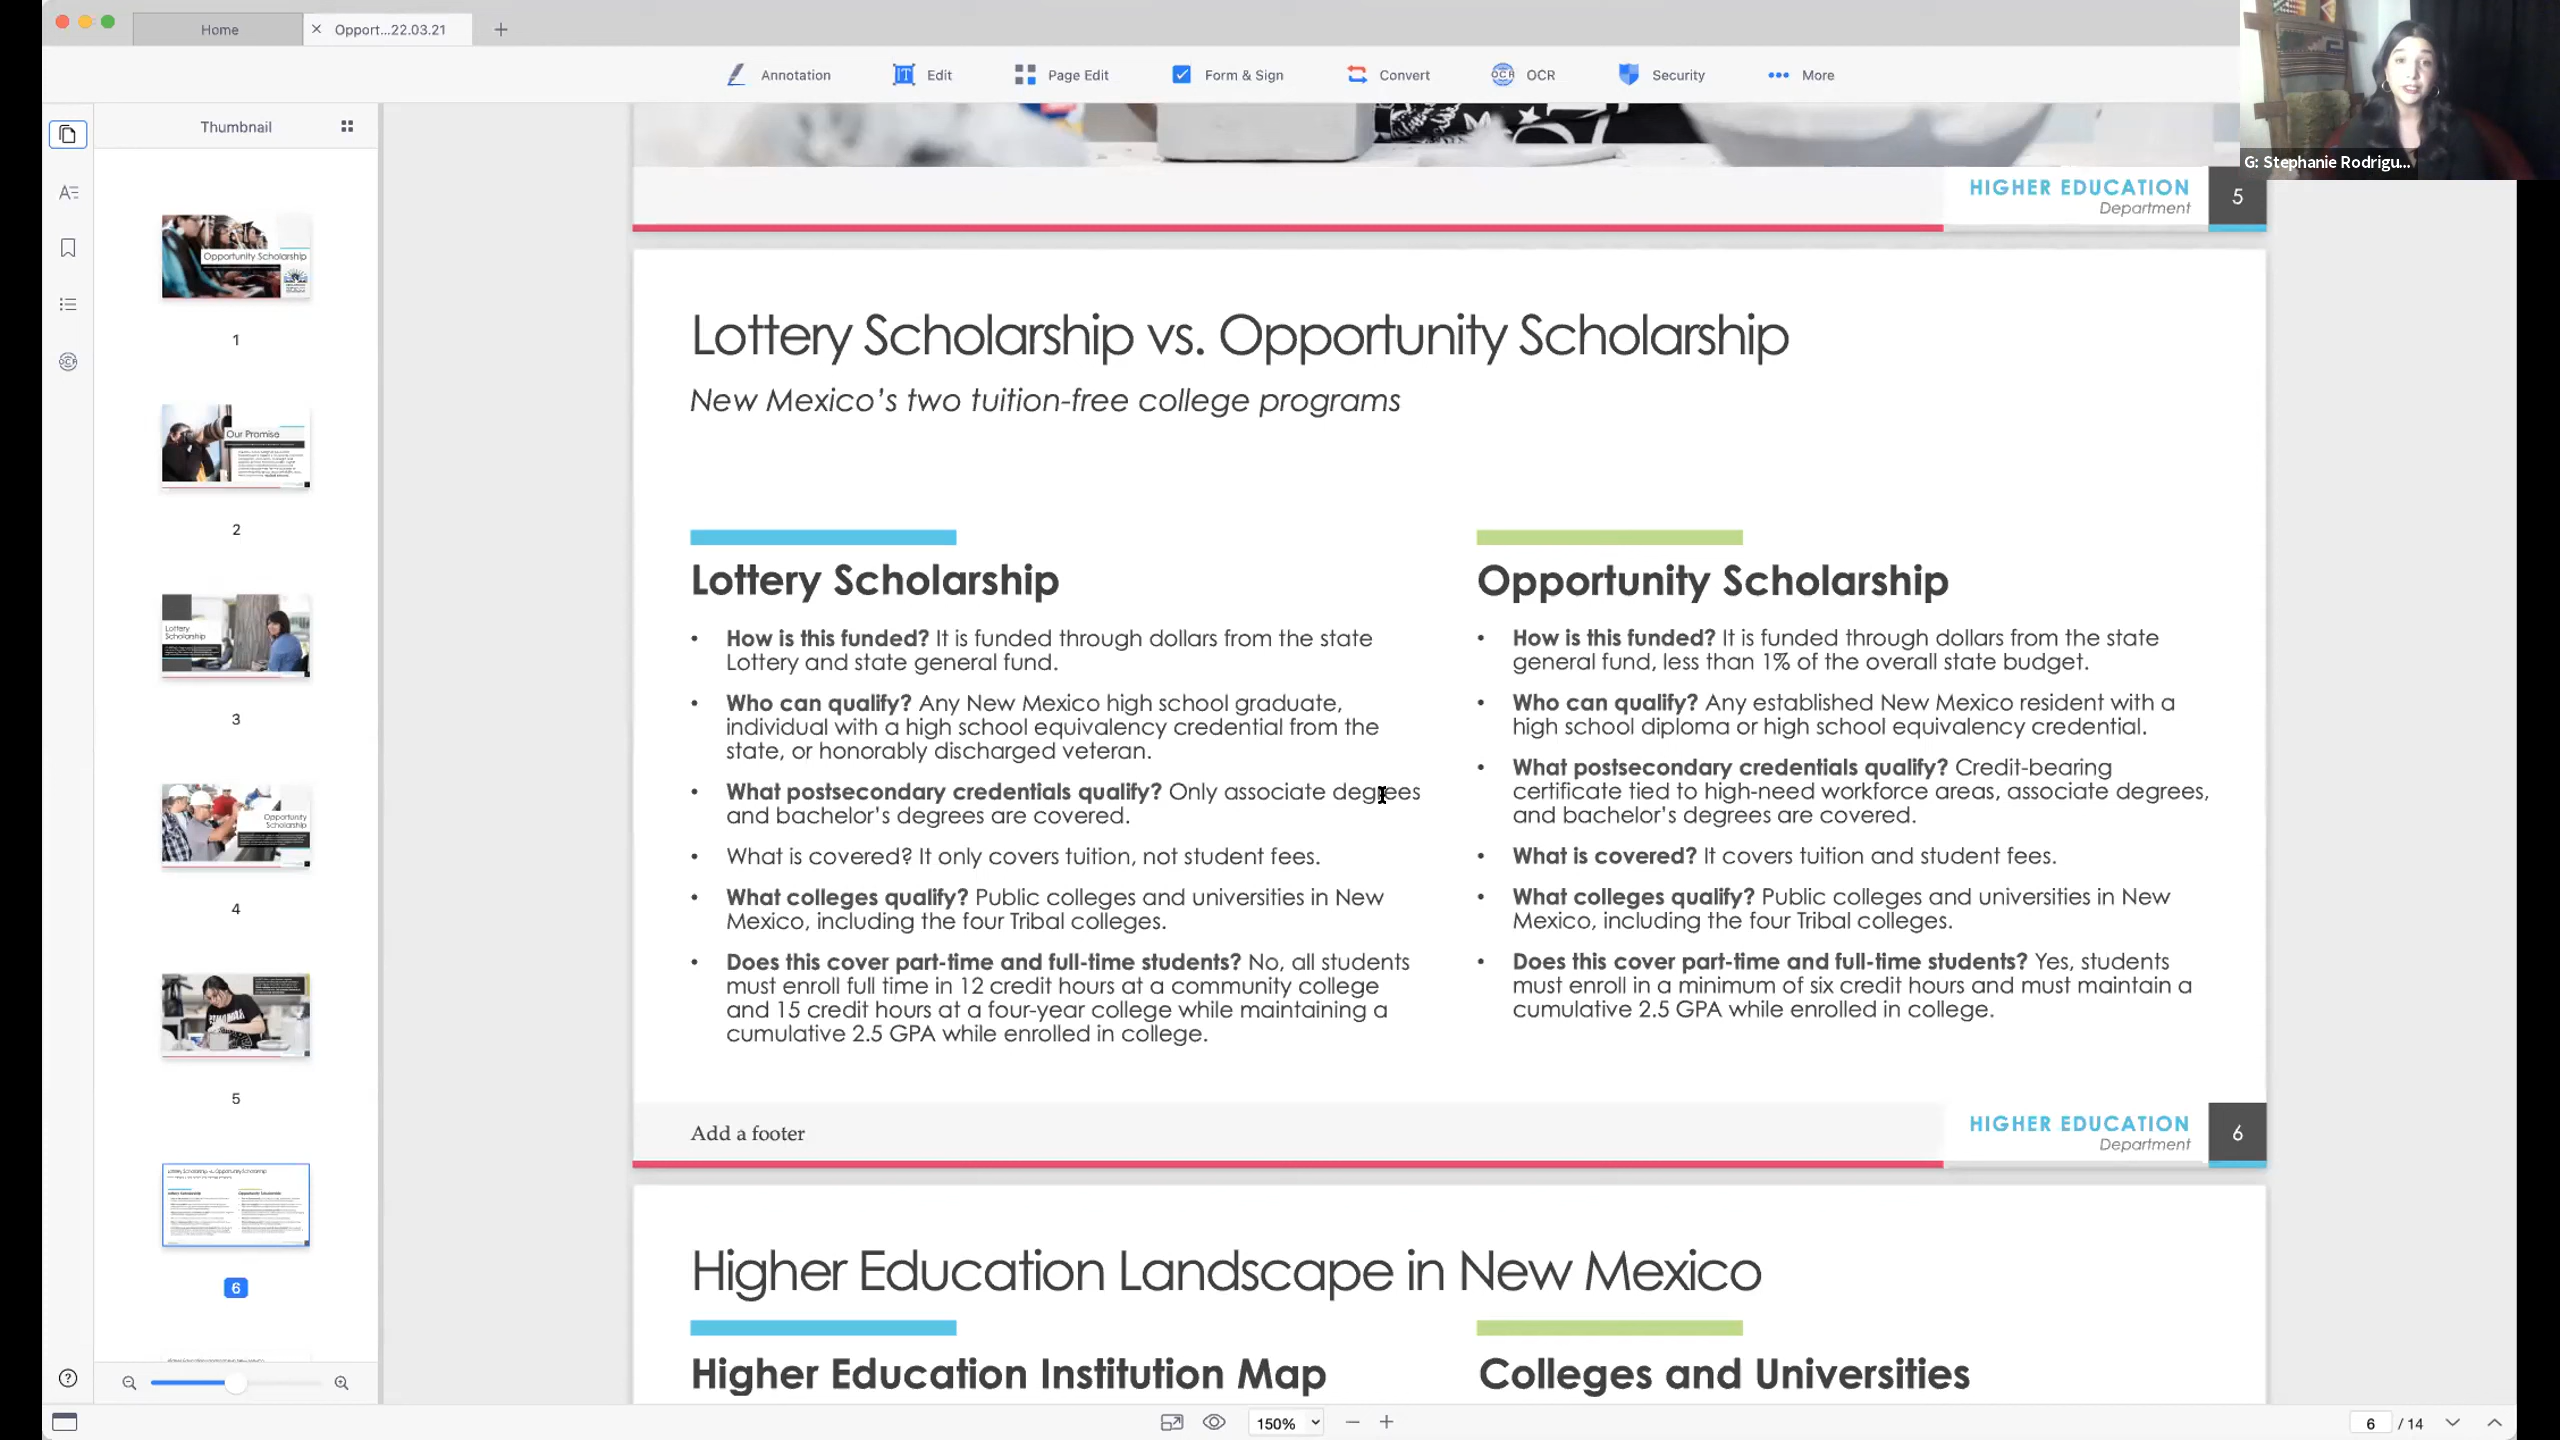 Home
Opport...22.03.21
Annotation
Edit
Page Edit
Form & Sign
Convert
OCR
Security
More
G: Stephanie Rodrigu...
Thumbnail
Opportunity Scholarship
1
Our Promise
2
Lottery
Scholarship
3
Opportunity
Scholarship
4
5
6
HIGHER EDUCATION
Department
5
Lottery Scholarship vs. Opportunity Scholarship
New Mexico’s two tuition-free college programs
Lottery Scholarship
• How is this funded? It is funded through dollars from the state
Lottery and state general fund.
• Who can qualify? Any New Mexico high school graduate,
individual with a high school equivalency credential from the
state, or honorably discharged veteran.
• What postsecondary credentials qualify? Only associate degrees
and bachelor’s degrees are covered.
• What is covered? It only covers tuition, not student fees.
• What colleges qualify? Public colleges and universities in New
Mexico, including the four Tribal colleges.
• Does this cover part-time and full-time students? No, all students
must enroll full time in 12 credit hours at a community college
and 15 credit hours at a four-year college while maintaining a
cumulative 2.5 GPA while enrolled in college.
Opportunity Scholarship
• How is this funded? It is funded through dollars from the state
general fund, less than 1% of the overall state budget.
• Who can qualify? Any established New Mexico resident with a
high school diploma or high school equivalency credential.
• What postsecondary credentials qualify? Credit-bearing
certificate tied to high-need workforce areas, associate degrees,
and bachelor’s degrees are covered.
• What is covered? It covers tuition and student fees.
• What colleges qualify? Public colleges and universities in New
Mexico, including the four Tribal colleges.
• Does this cover part-time and full-time students? Yes, students
must enroll in a minimum of six credit hours and must maintain a
cumulative 2.5 GPA while enrolled in college.
Add a footer
HIGHER EDUCATION
Department
6
Higher Education Landscape in New Mexico
Higher Education Institution Map
Colleges and Universities
150%
6 / 14